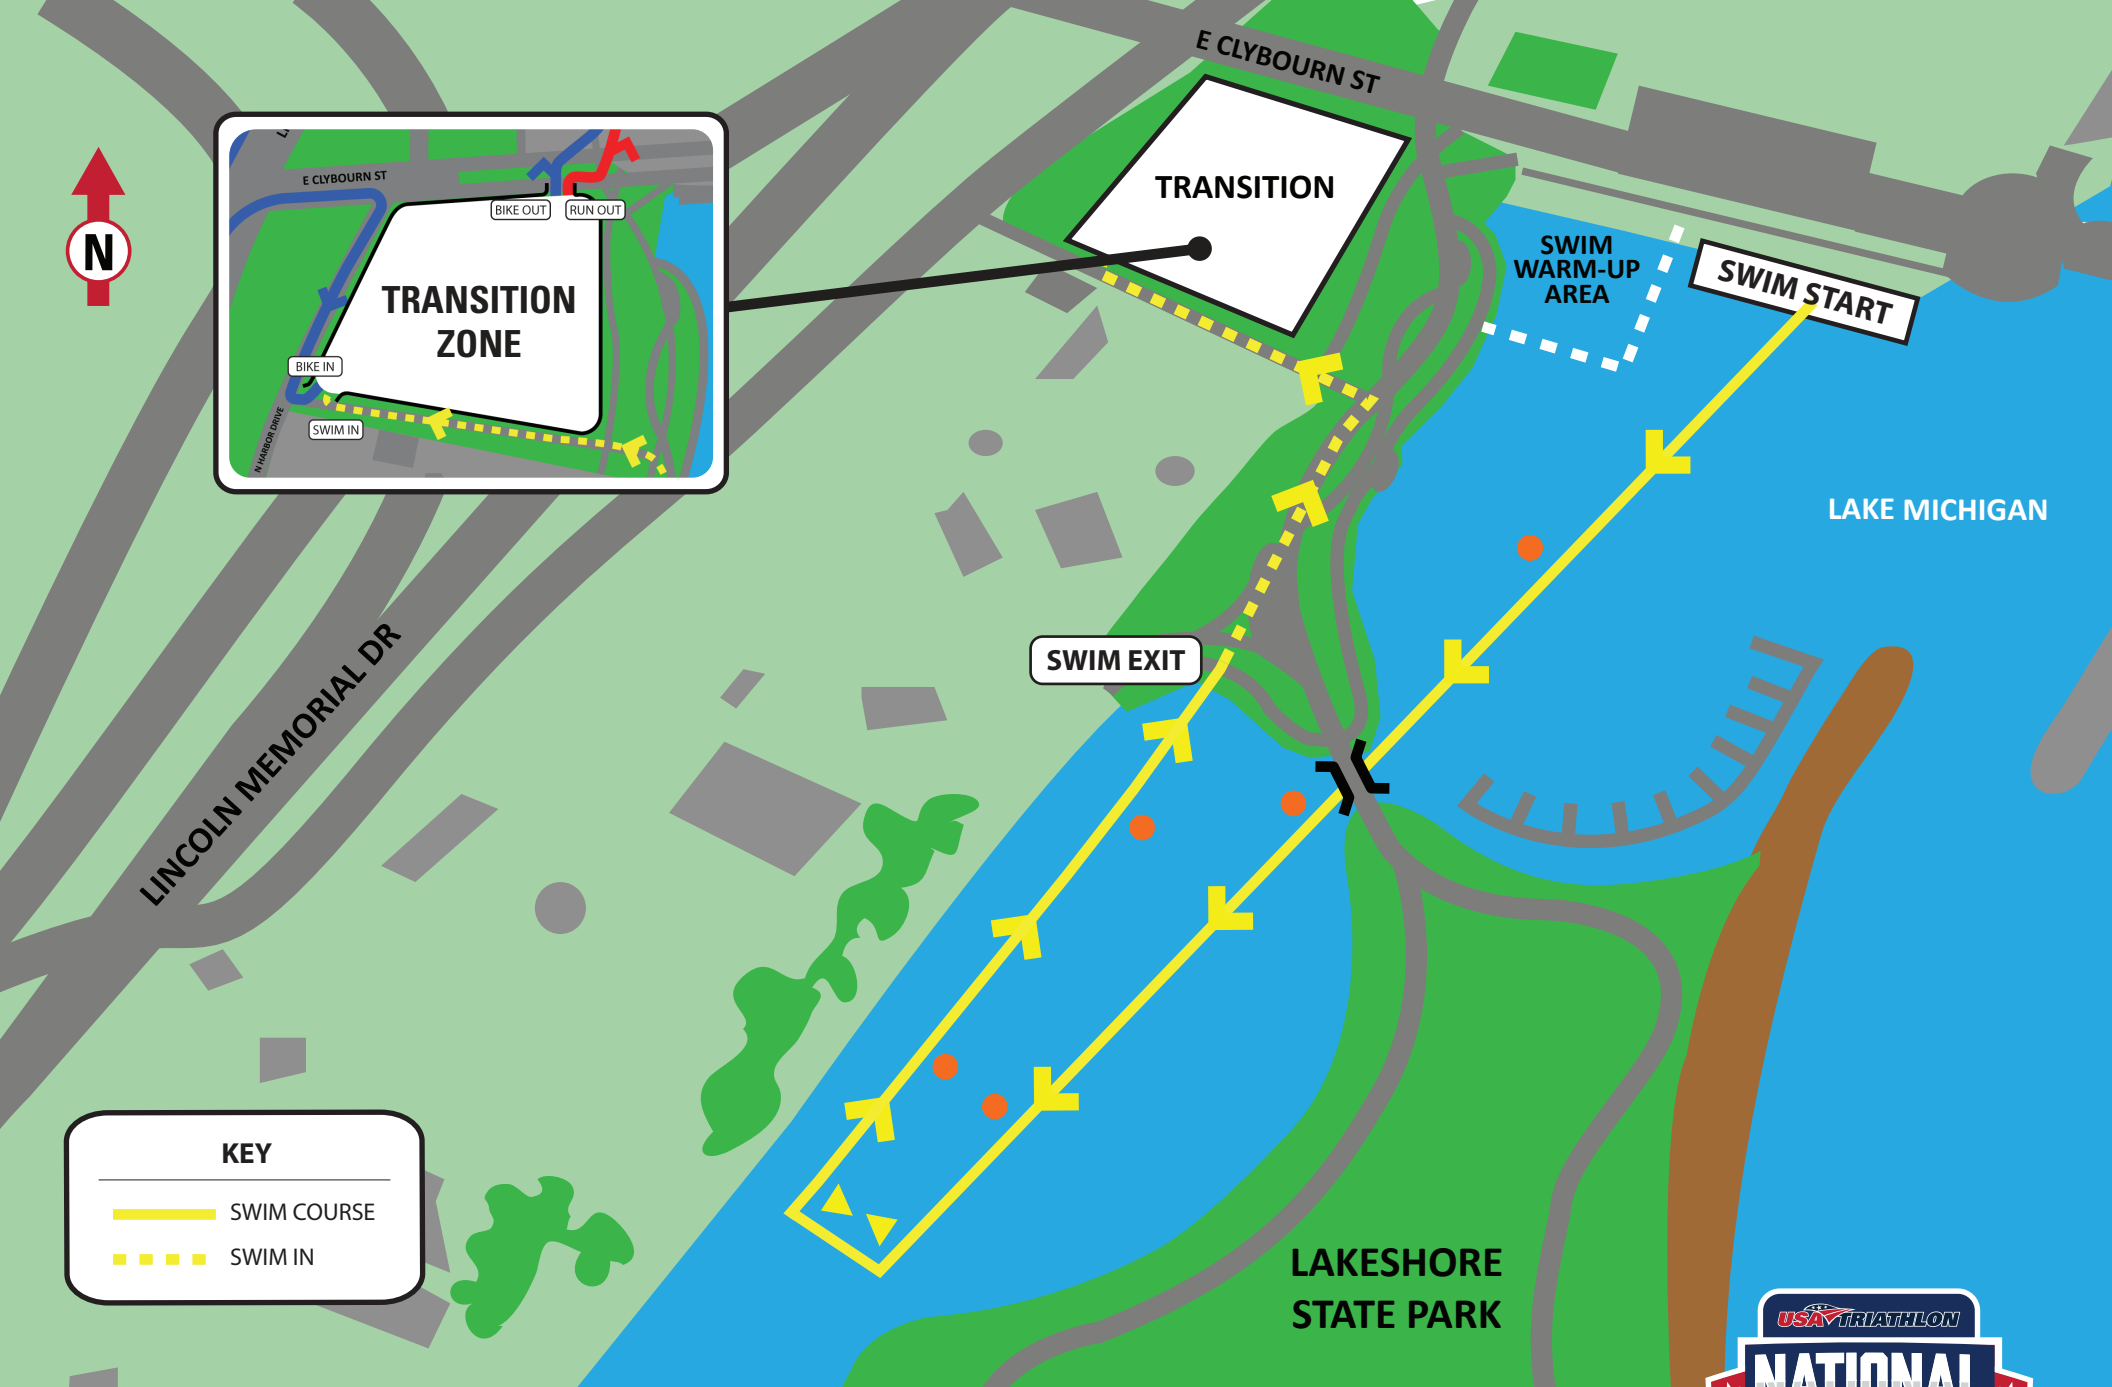 E CLYBOURN ST
TRANSITION
SWIM
WARM-UP
AREA
SWIM START
LAKE MICHIGAN
N
E CLYBOURN ST
BIKE OUT
RUN OUT
TRANSITION
ZONE
BIKE IN
SWIM IN
N HARBOR DRIVE
SWIM EXIT
LINCOLN MEMORIAL DR
KEY
SWIM COURSE
SWIM IN
LAKESHORE
STATE PARK
USA TRIATHLON
NATIONAL